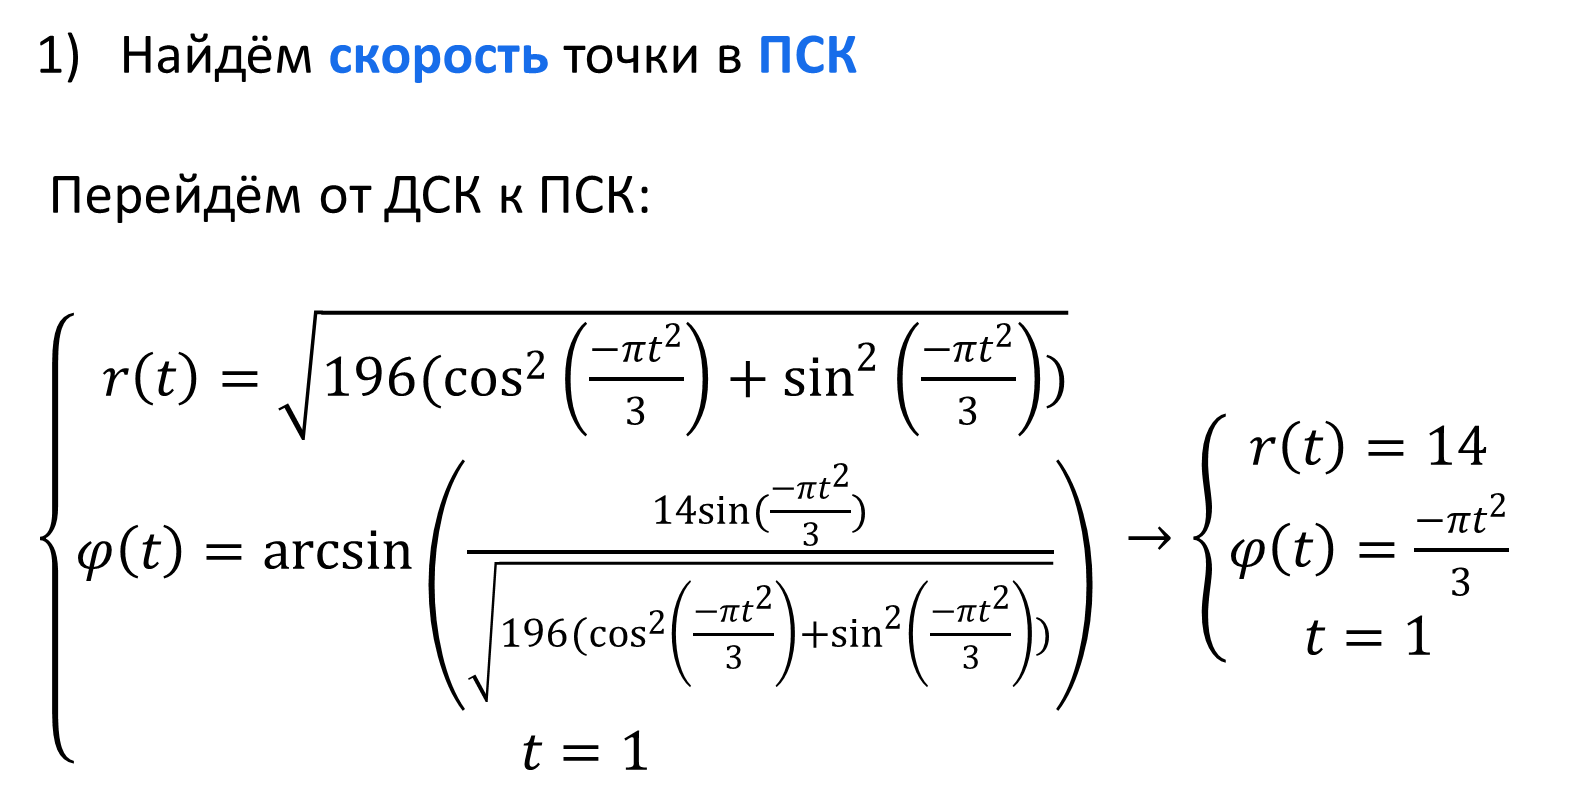 1) Найдём скорость точки в ПСК
Перейдём от ДСК к ПСК:
r(t) = √(196(cos²(−πt²/3) + sin²(−πt²/3)))
φ(t) = arcsin(14sin(−πt²/3)/√(196(cos²(−πt²/3)+sin²(−πt²/3))))
t = 1
→
r(t) = 14
φ(t) = −πt²/3
t = 1